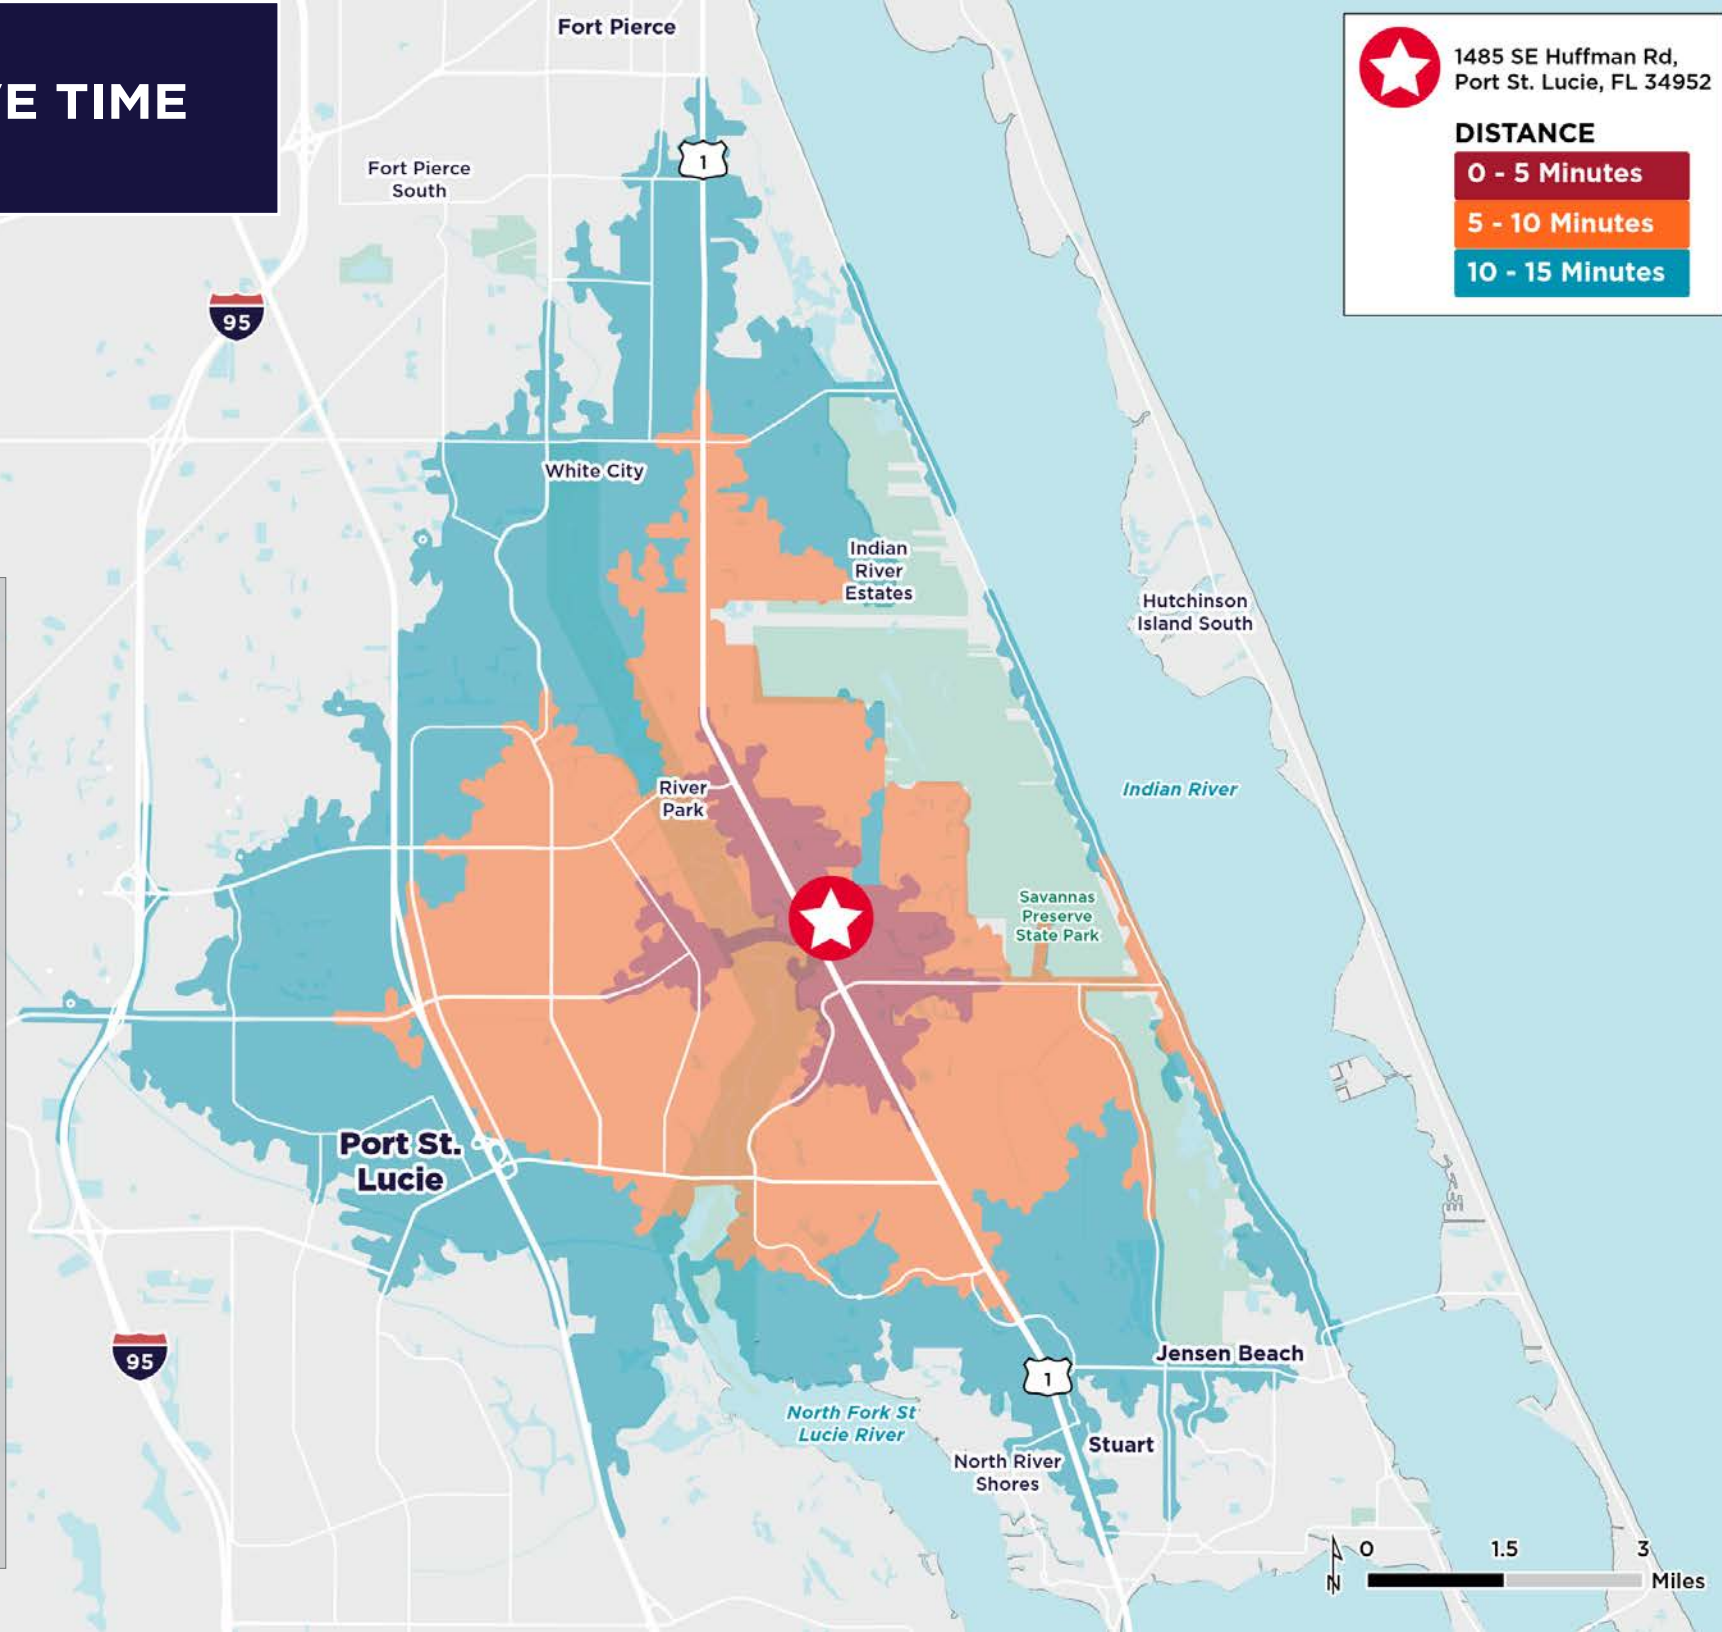 E TIME
1485 SE Huffman Rd,
Port St. Lucie, FL 34952
DISTANCE
0 - 5 Minutes
5 - 10 Minutes
10 - 15 Minutes
Fort Pierce
1
Fort Pierce
South
95
White City
Indian
River
Estates
Hutchinson
Island South
River
Park
Indian River
Savannas
Preserve
State Park
Port St.
Lucie
95
Jensen Beach
1
North Fork St
Lucie River
Stuart
North River
Shores
N
0
1.5
3
Miles